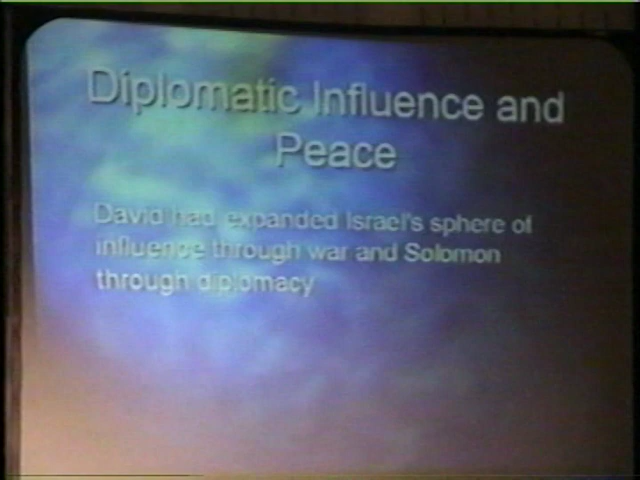 Diplomatic Influence and
Peace
David had expanded Israel's sphere of
influence through war and Solomon
through diplomacy